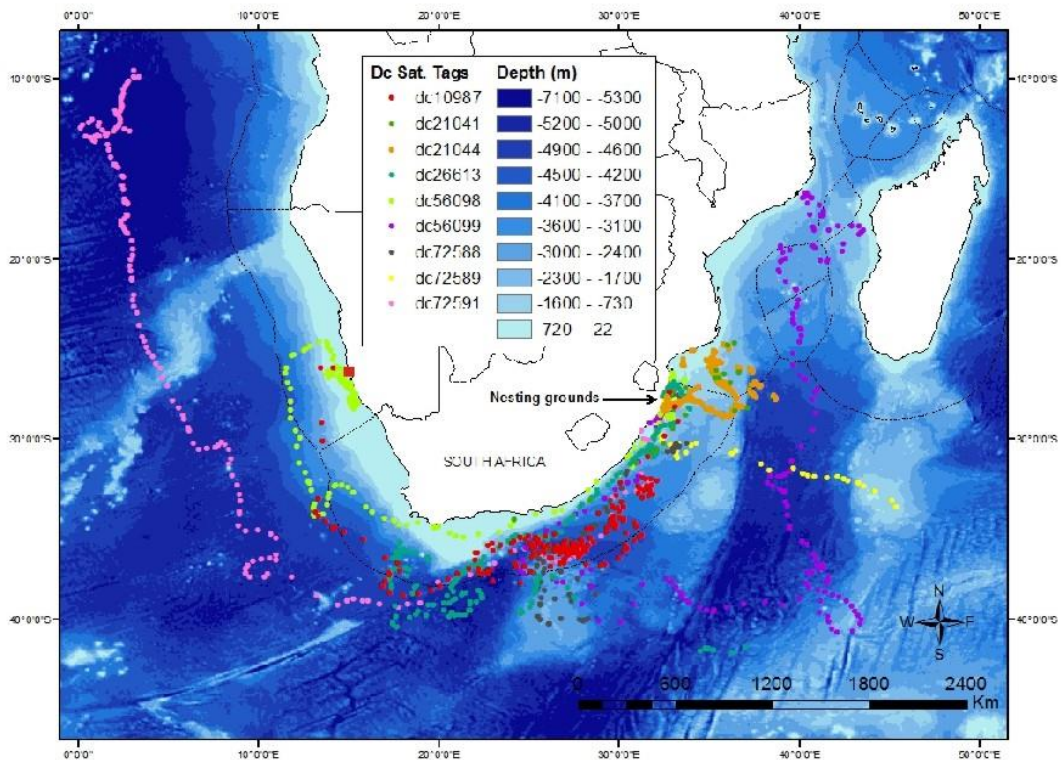 0°0'0" 10°0'0"E 20°0'0"E 30°0'0"E 40°0'0"E 50°0'0"E
10°0'0"S 10°0'0"S
Dc Sat. Tags Depth (m)
dc10987 -7100 - -5300
dc21041 -5200 - -5000
dc21044 -4900 - -4600
dc26613 -4500 - -4200
dc56098 -4100 - -3700
dc56099 -3600 - -3100
dc72588 -3000 - -2400
dc72589 -2300 - -1700
dc72591 -1600 - -730
720 22
20°0'0"S 20°0'0"S
Nesting grounds
30°0'0"S 30°0'0"S
SOUTH AFRICA
N
40°0'0"S W E 40°0'0"S
S
0 600 1200 1800 2400
Km
0°0'0" 10°0'0"E 20°0'0"E 30°0'0"E 40°0'0"E 50°0'0"E